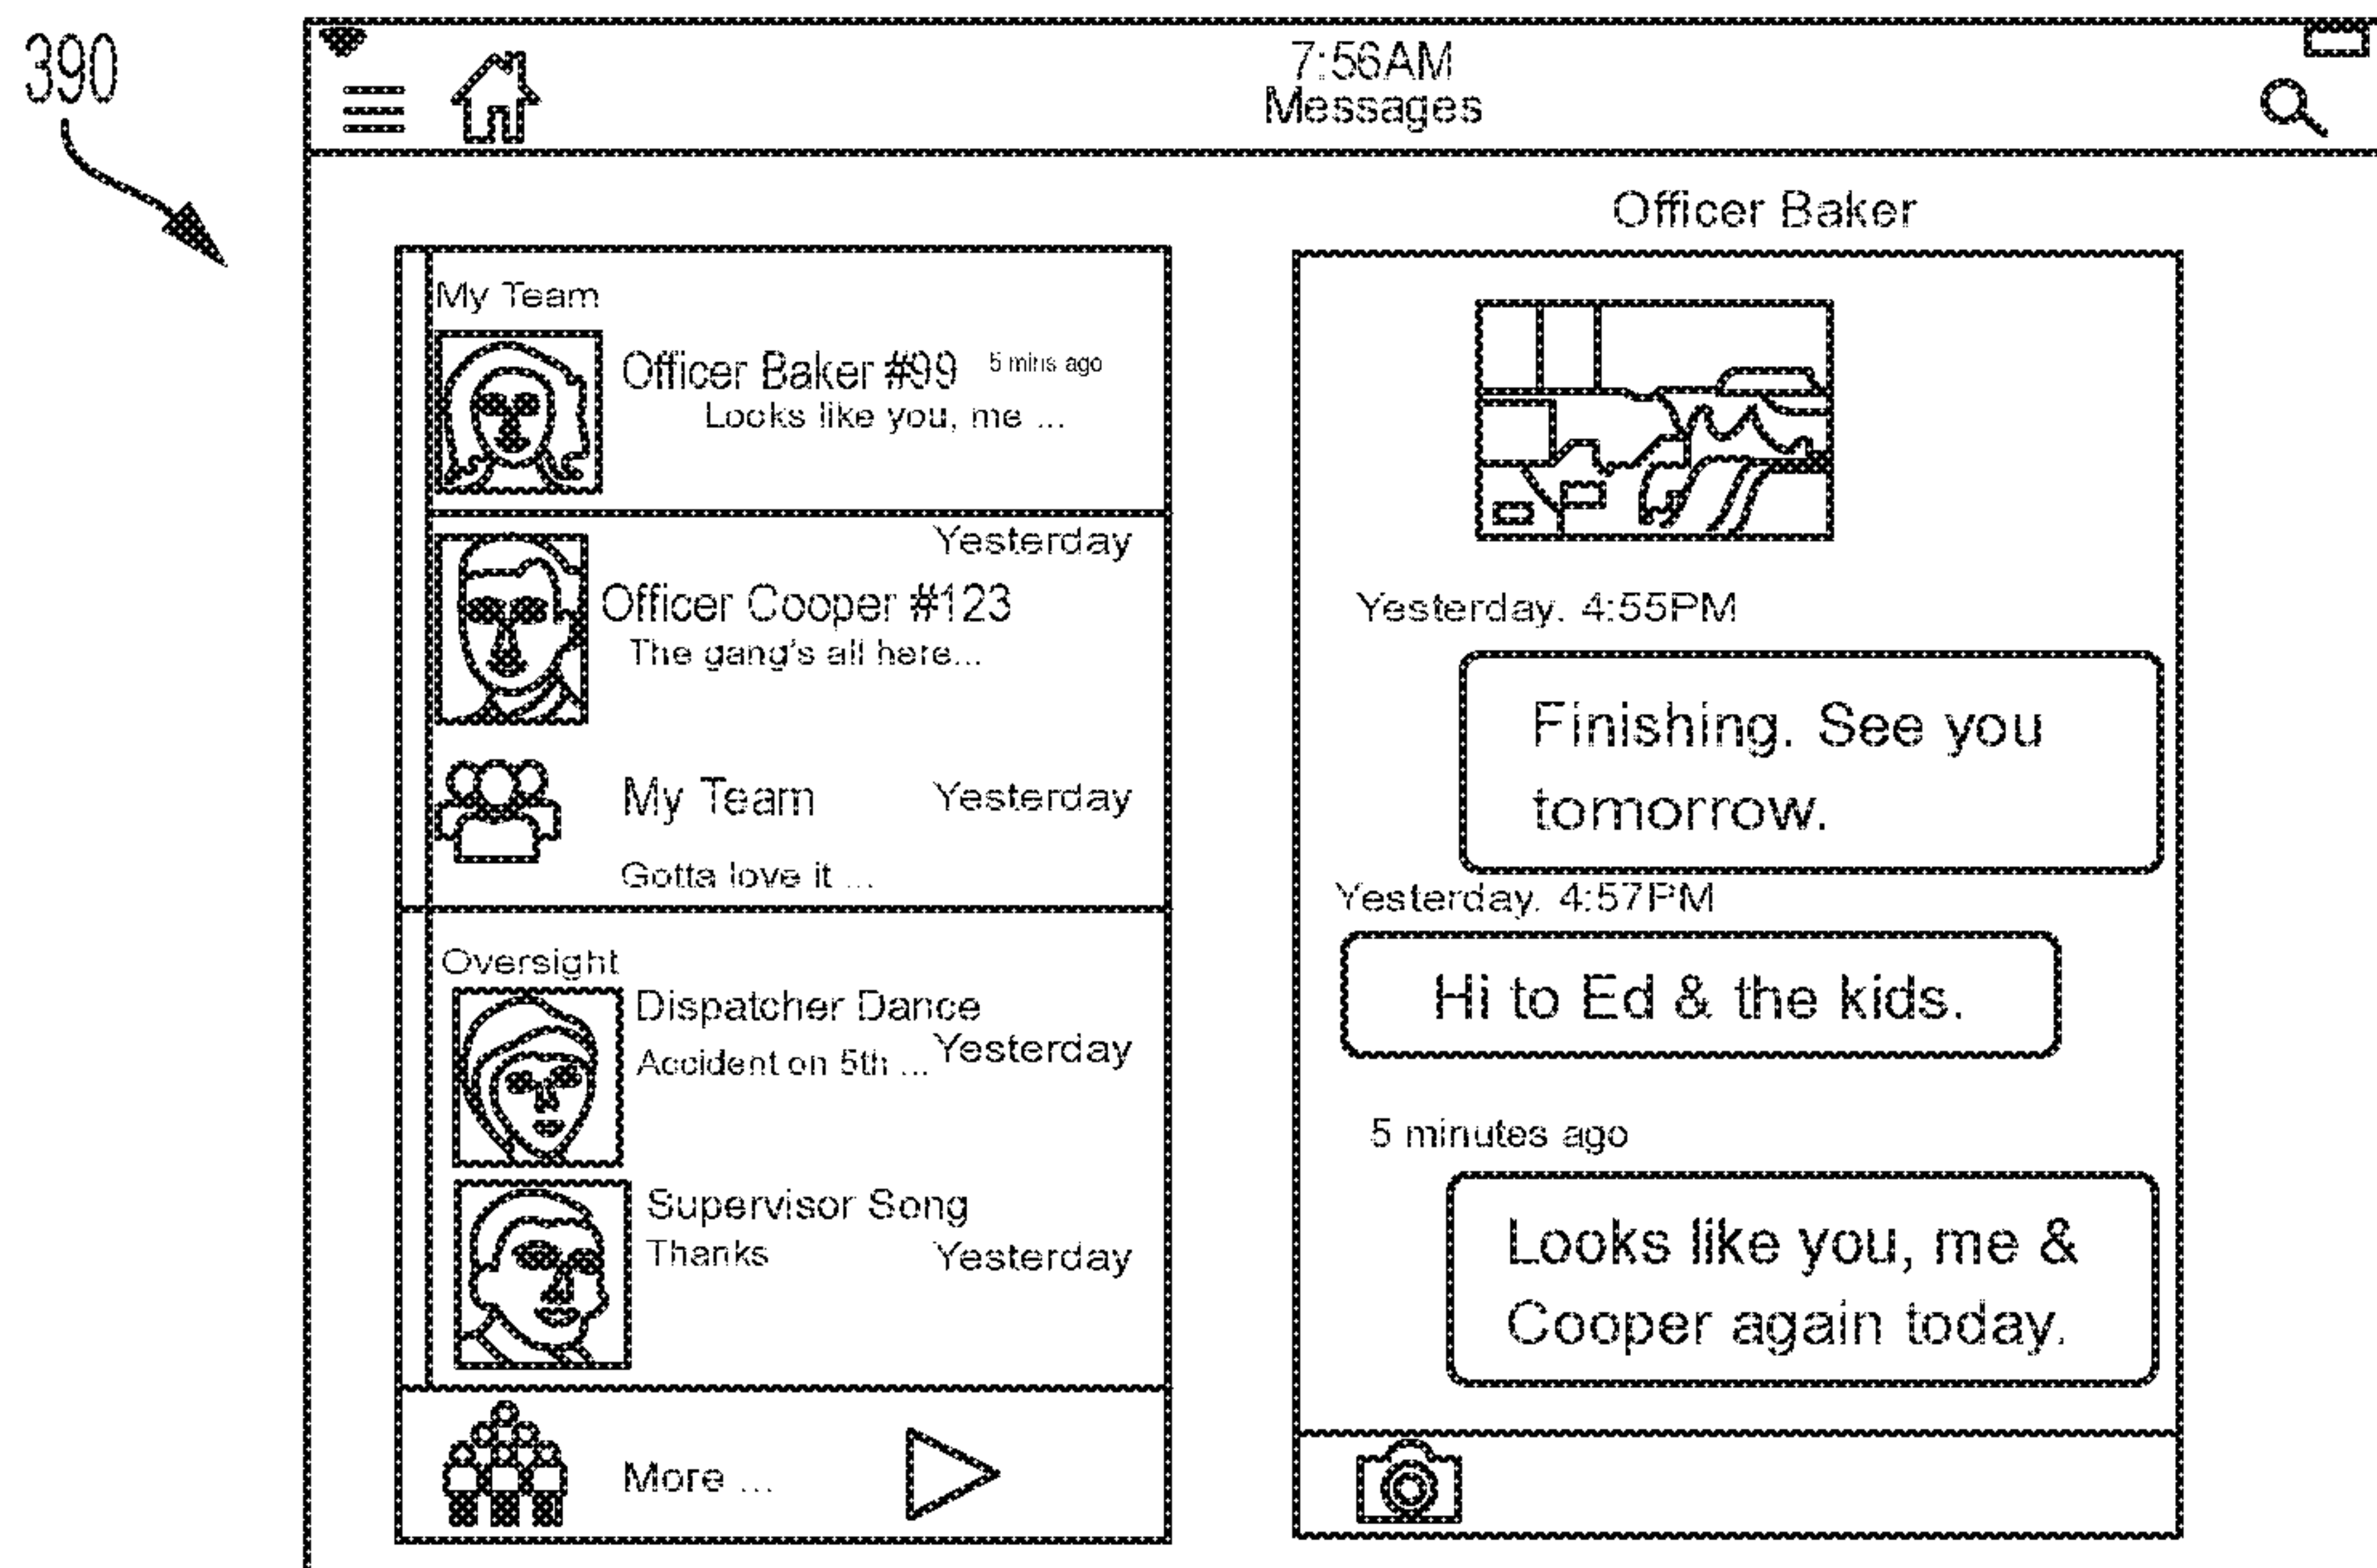 390
7:56AM
Messages
My Team
Officer Baker #99 5 mins ago
Looks like you, me ...
Yesterday
Officer Cooper #123
The gang's all here...
My Team Yesterday
Gotta love it ...
Oversight
Dispatcher Dance
Accident on 5th ... Yesterday
Supervisor Song
Thanks Yesterday
More ...
Officer Baker
Yesterday. 4:55PM
Finishing. See you
tomorrow.
Yesterday. 4:57PM
Hi to Ed & the kids.
5 minutes ago
Looks like you, me &
Cooper again today.